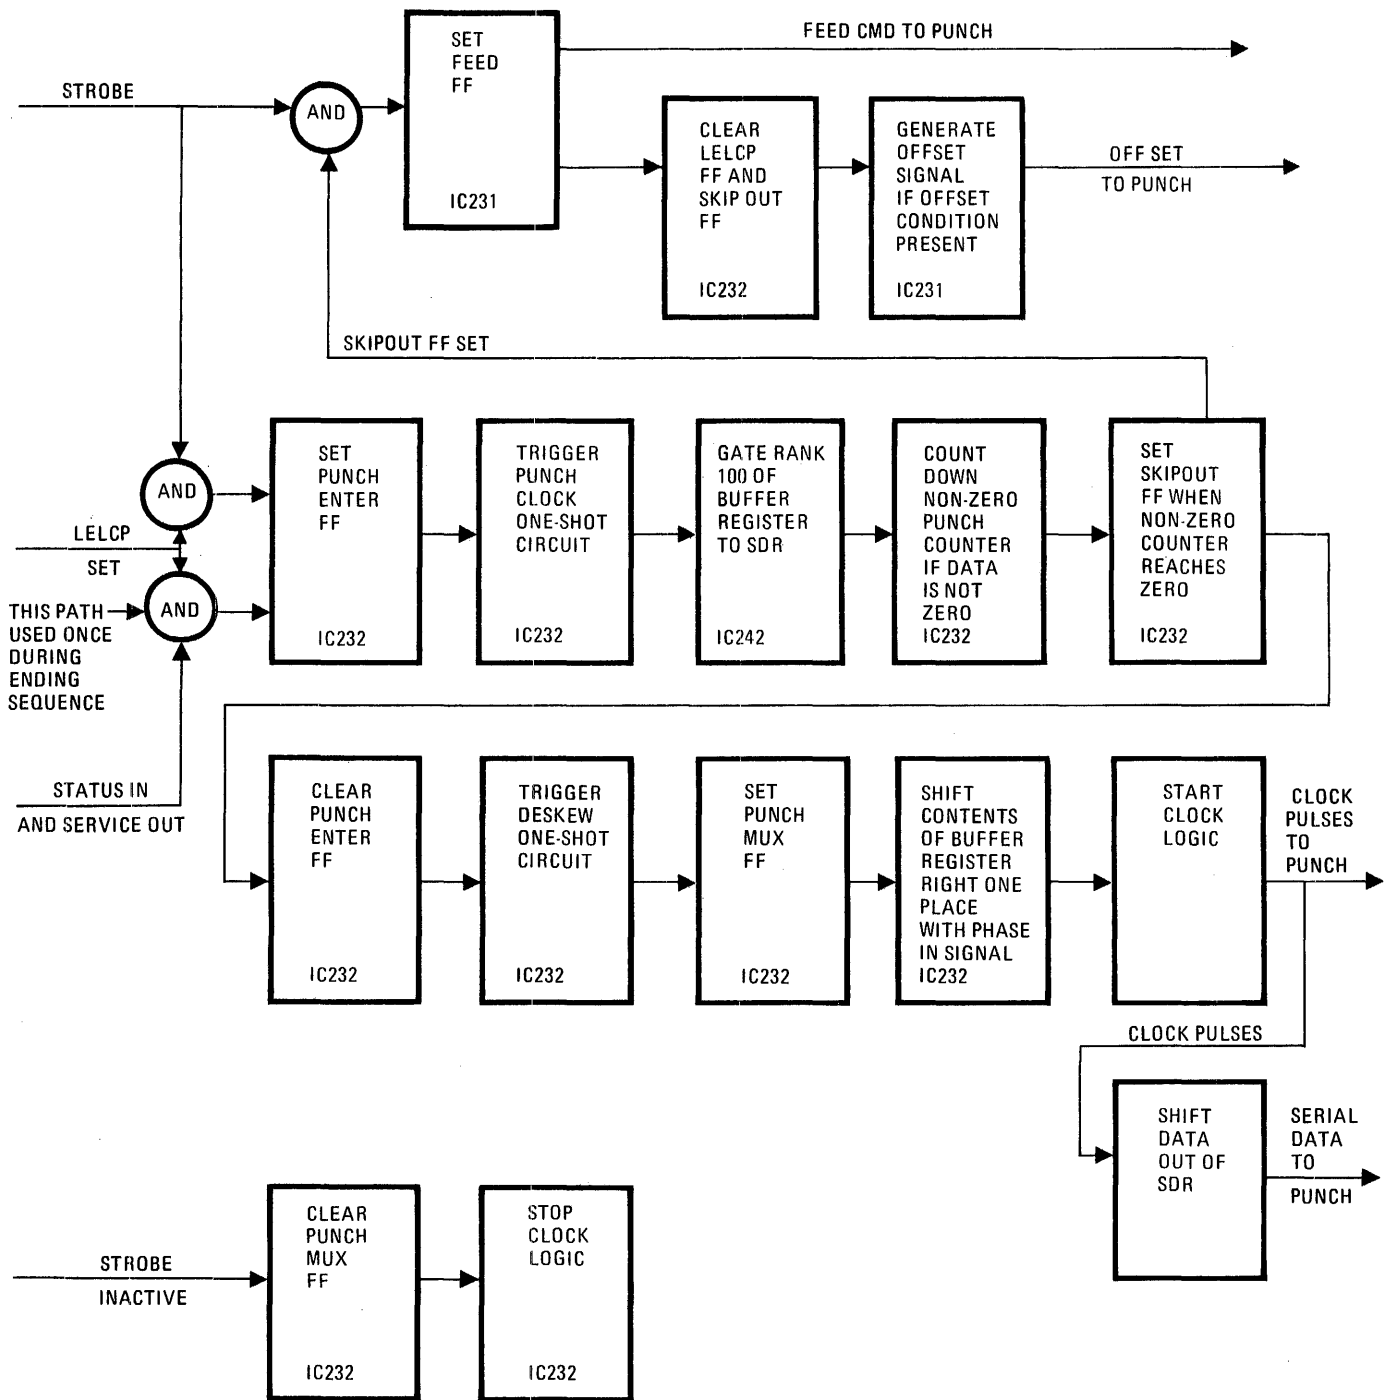 STROBE
AND
SET
FEED
FF
IC231
FEED CMD TO PUNCH
CLEAR
LELCP
FF AND
SKIP OUT
FF
IC232
GENERATE
OFFSET
SIGNAL
IF OFFSET
CONDITION
PRESENT
IC231
OFF SET
TO PUNCH
SKIPOUT FF SET
AND
LELCP
SET
AND
THIS PATH
USED ONCE
DURING
ENDING
SEQUENCE
STATUS IN
AND SERVICE OUT
SET
PUNCH
ENTER
FF
IC232
TRIGGER
PUNCH
CLOCK
ONE-SHOT
CIRCUIT
IC232
GATE RANK
100 OF
BUFFER
REGISTER
TO SDR
IC242
COUNT
DOWN
NON-ZERO
PUNCH
COUNTER
IF DATA
IS NOT
ZERO
IC232
SET
SKIPOUT
FF WHEN
NON-ZERO
COUNTER
REACHES
ZERO
IC232
CLEAR
PUNCH
ENTER
FF
IC232
TRIGGER
DESKEW
ONE-SHOT
CIRCUIT
IC232
SET
PUNCH
MUX
FF
IC232
SHIFT
CONTENTS
OF BUFFER
REGISTER
RIGHT ONE
PLACE
WITH PHASE
IN SIGNAL
IC232
START
CLOCK
LOGIC
CLOCK
PULSES
TO
PUNCH
CLOCK PULSES
SHIFT
DATA
OUT OF
SDR
SERIAL
DATA
TO
PUNCH
STROBE
INACTIVE
CLEAR
PUNCH
MUX
FF
IC232
STOP
CLOCK
LOGIC
IC232